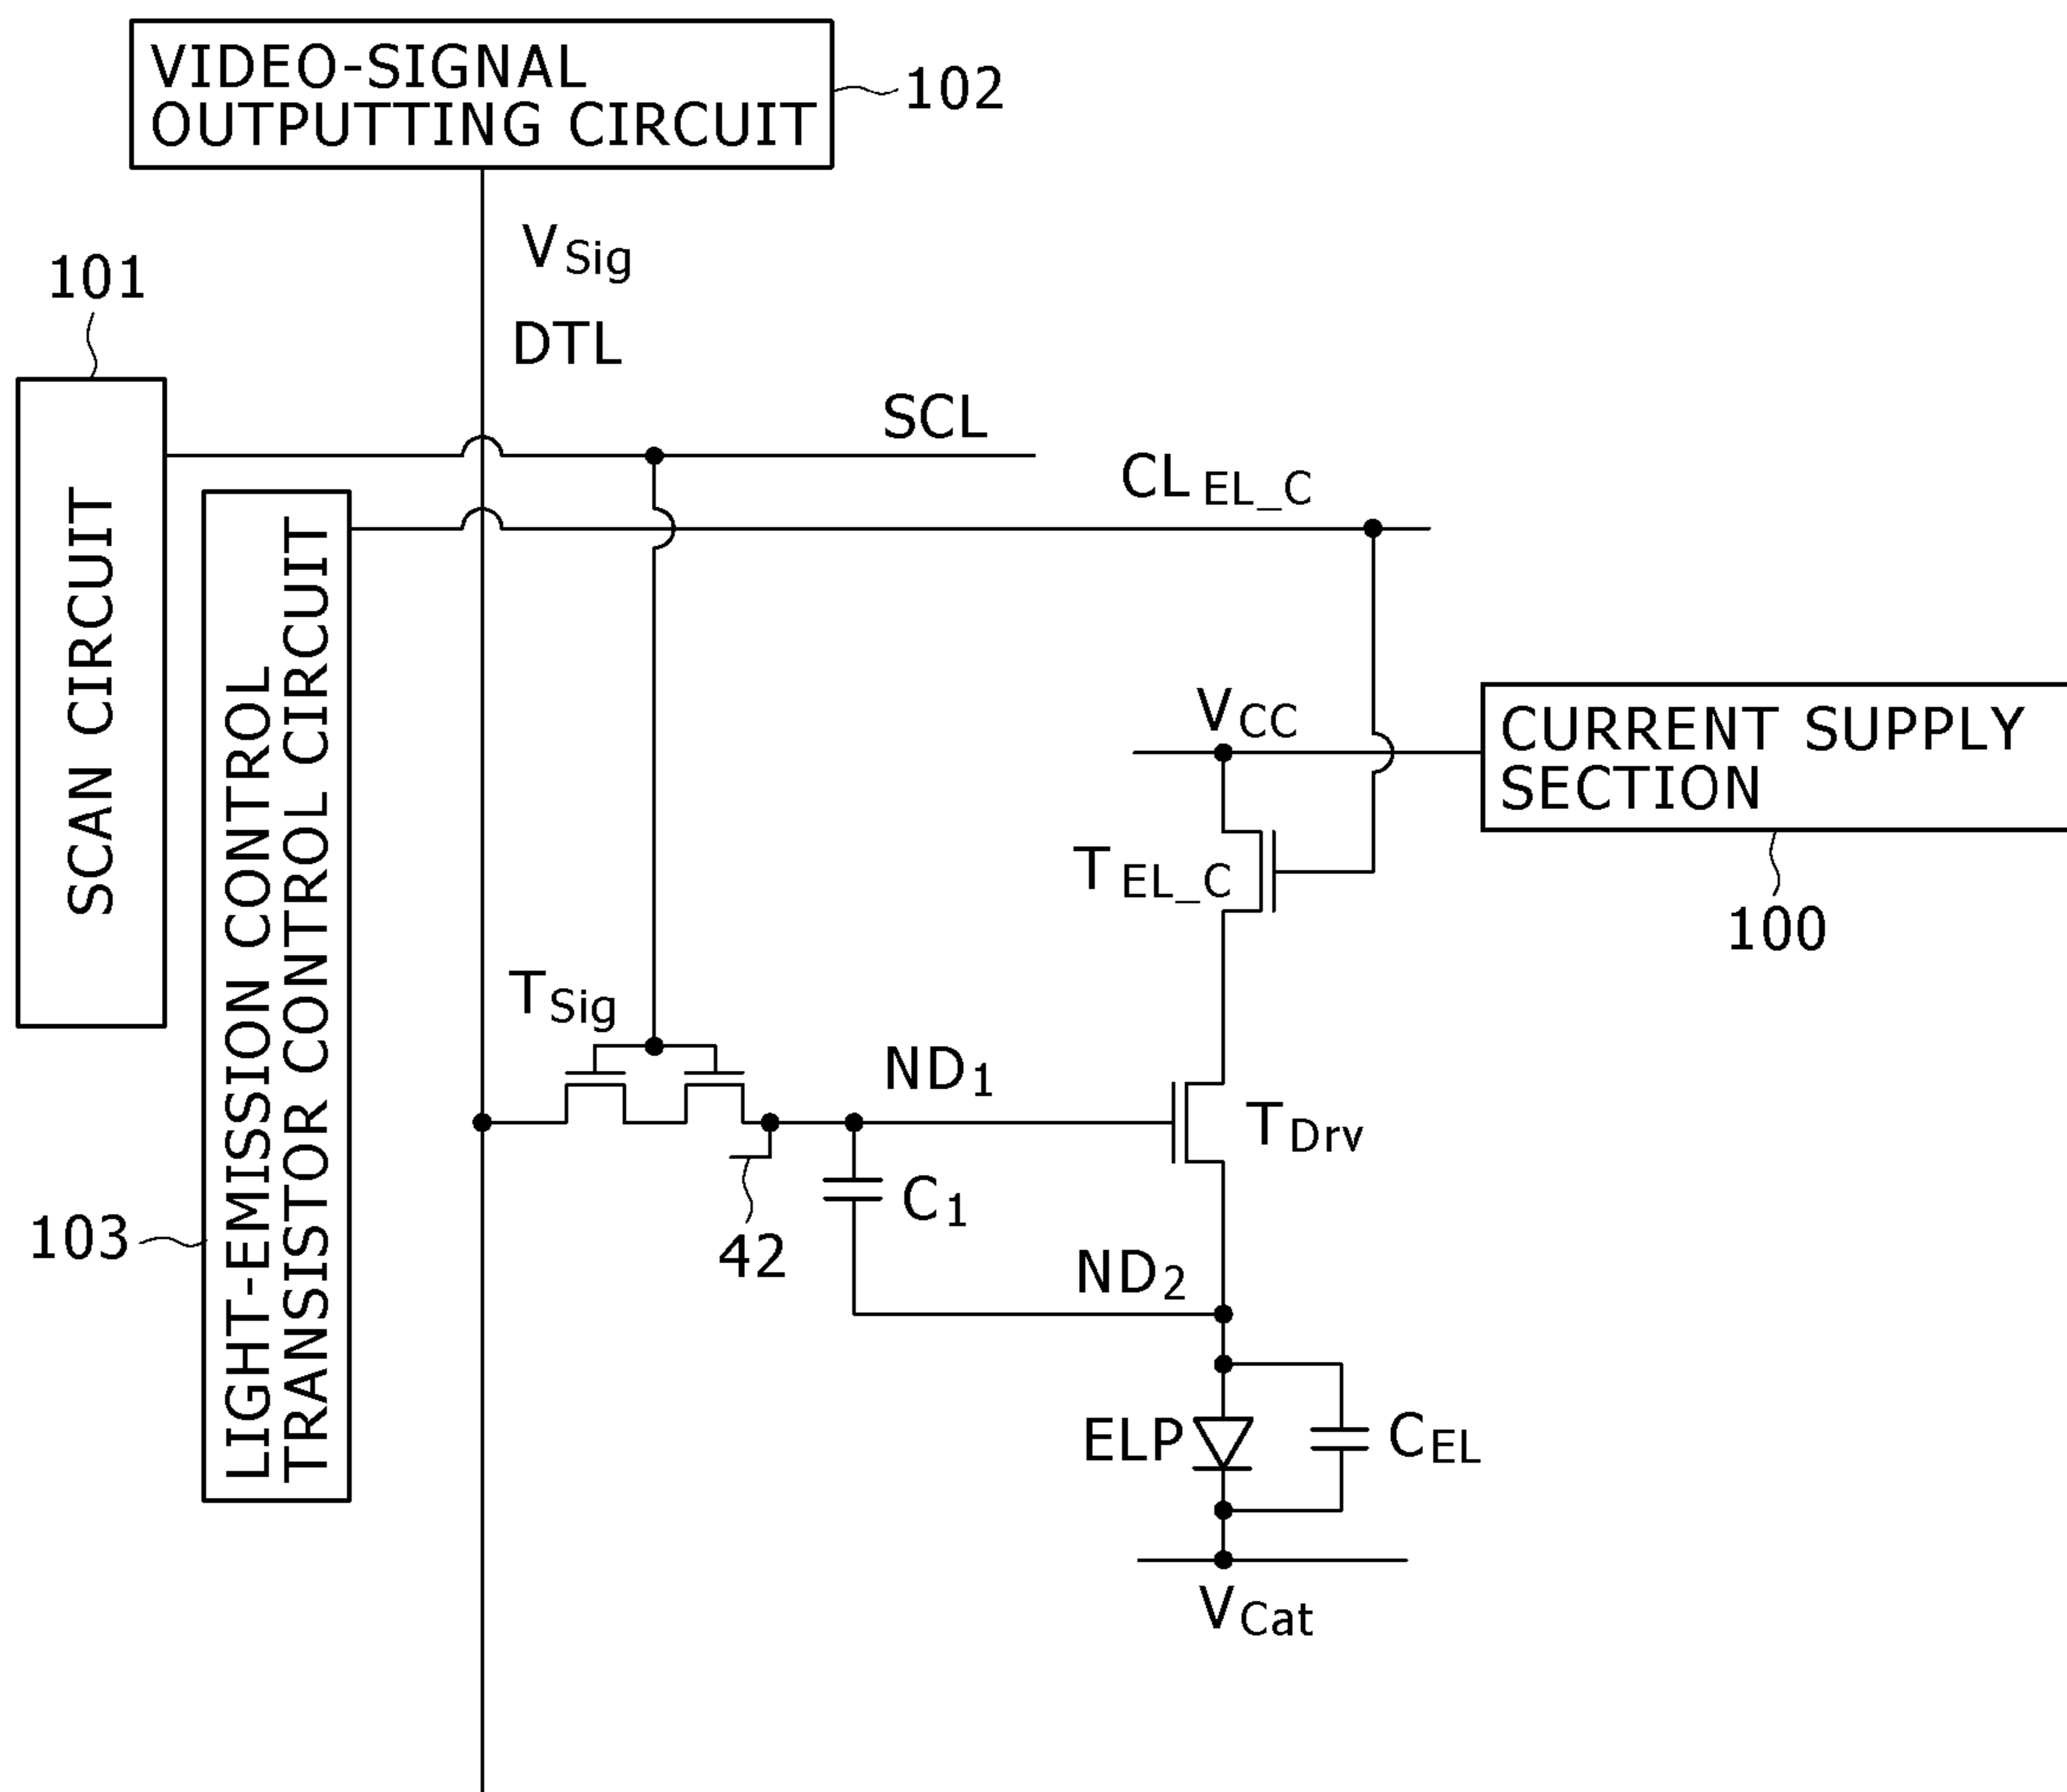 VIDEO-SIGNAL
OUTPUTTING CIRCUIT
102
VSig
DTL
101
SCL
CLEL_C
SCAN CIRCUIT
LIGHT-EMISSION CONTROL
TRANSISTOR CONTROL CIRCUIT
103
VCC
CURRENT SUPPLY
SECTION
100
TEL_C
TSig
ND1
TDrv
42
C1
ND2
ELP
CEL
VCat